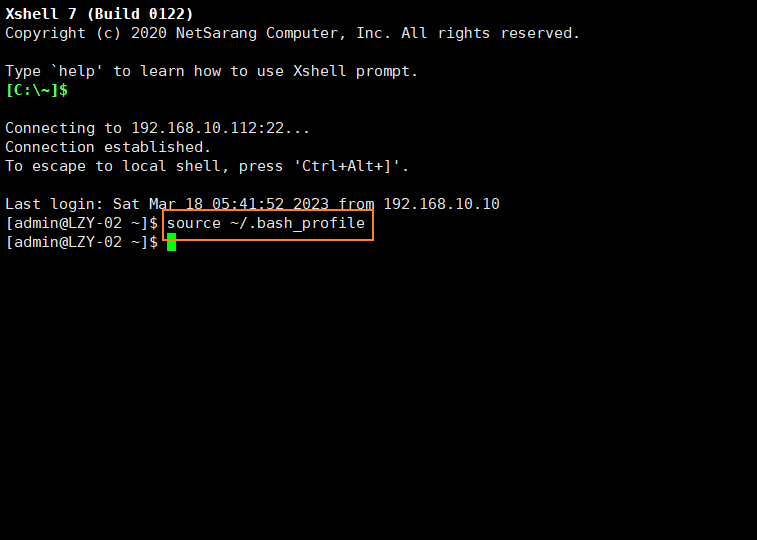 Xshell 7 (Build 0122)
Copyright (c) 2020 NetSarang Computer, Inc. All rights reserved.
Type `help' to learn how to use Xshell prompt.
[C:\~]$
Connecting to 192.168.10.112:22...
Connection established.
To escape to local shell, press 'Ctrl+Alt+]'.
Last login: Sat Mar 18 05:41:52 2023 from 192.168.10.10
[admin@LZY-02 ~]$ source ~/.bash_profile
[admin@LZY-02 ~]$